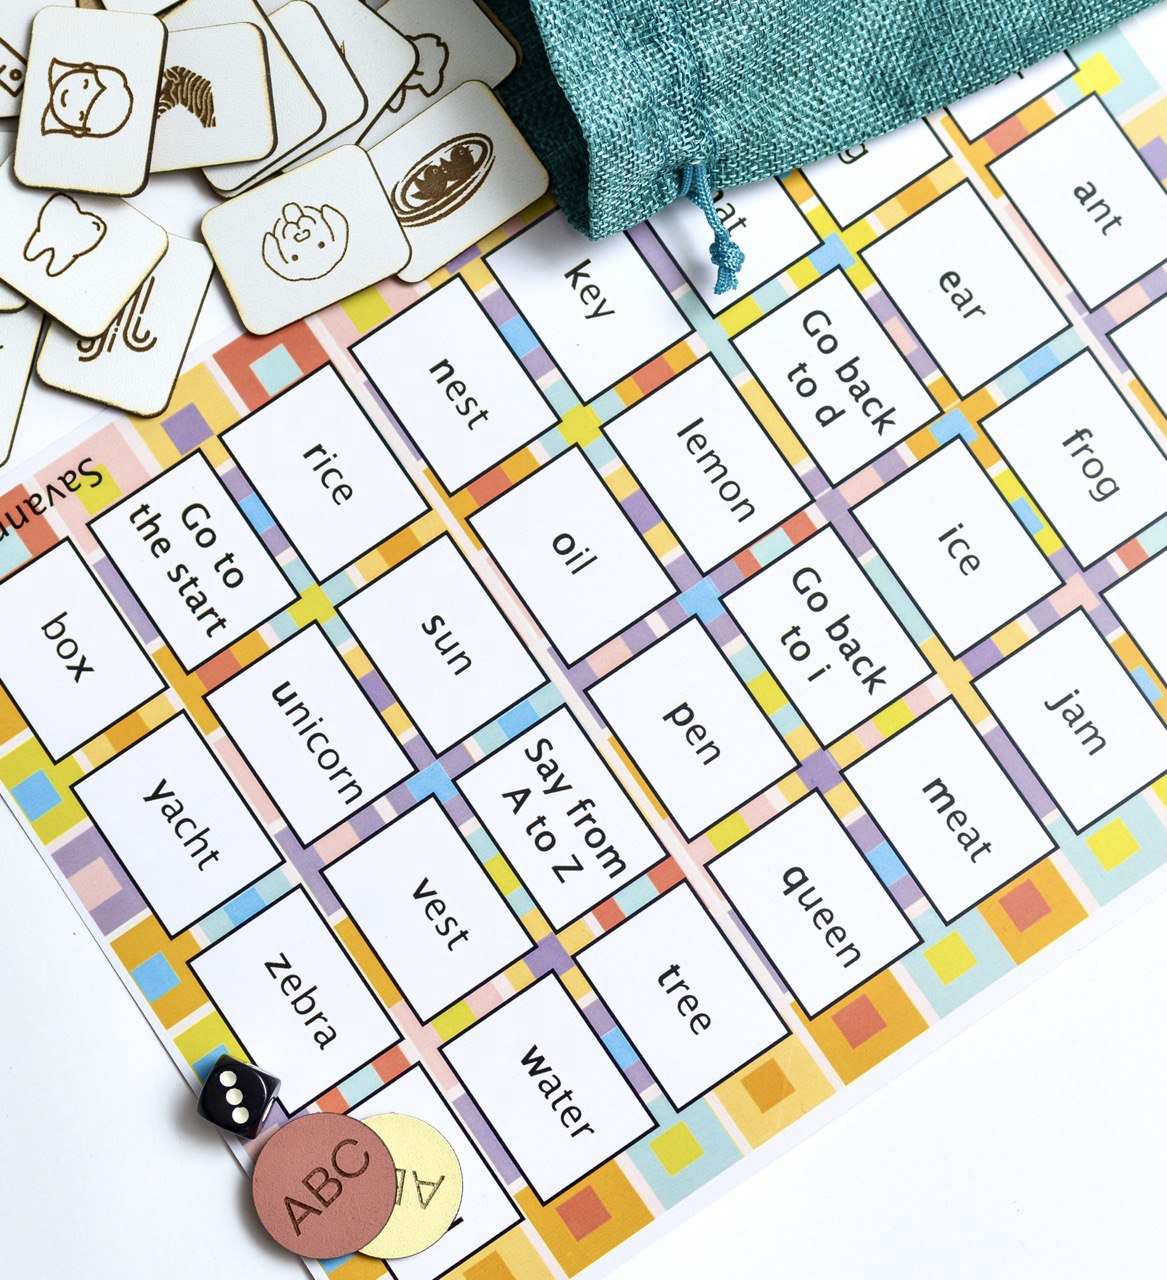 ant
ear
key
Go back
to d
frog
nest
lemon
ice
rice
oil
Go back
to i
jam
Go to
the start
sun
pen
meat
box
unicorn
Say from
A to Z
queen
yacht
vest
tree
zebra
water
ABC